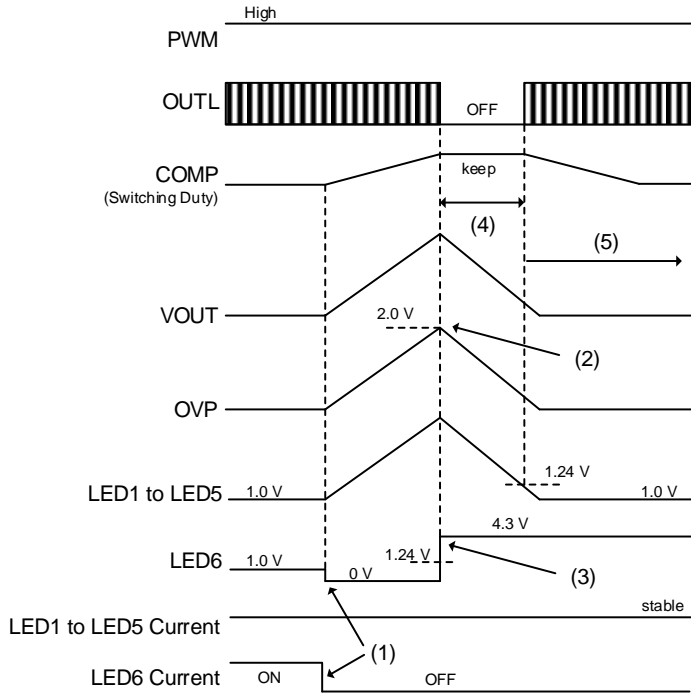 High
PWM
OUTL
OFF
COMP
(Switching Duty)
keep
(4)
(5)
VOUT
2.0 V
(2)
OVP
1.24 V
LED1 to LED5
1.0 V
1.0 V
4.3 V
LED6
1.0 V
1.24 V
0 V
(3)
stable
LED1 to LED5 Current
(1)
LED6 Current
ON
OFF